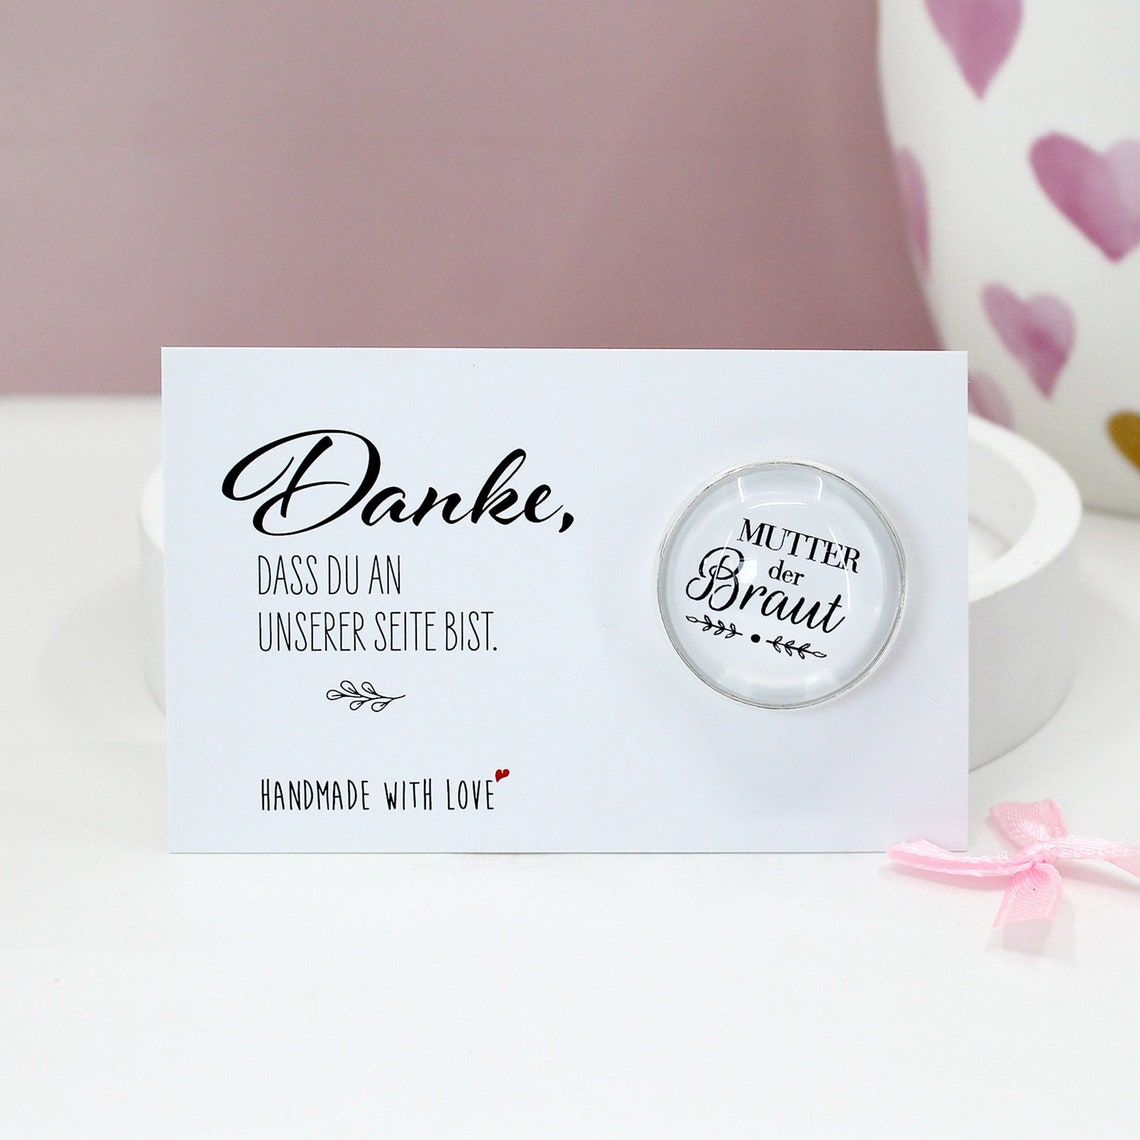 Danke,
DASS DU AN
UNSERER SEITE BIST.
HANDMADE WITH LOVE
MUTTER
der
Braut